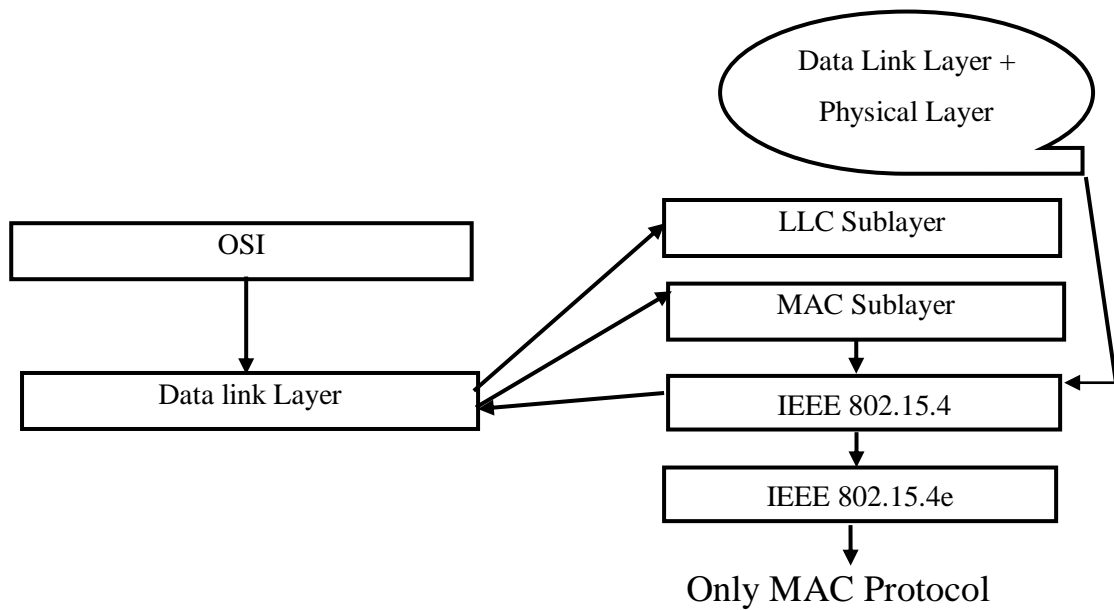 Data Link Layer +
Physical Layer
OSI
LLC Sublayer
MAC Sublayer
Data link Layer
IEEE 802.15.4
IEEE 802.15.4e
Only MAC Protocol